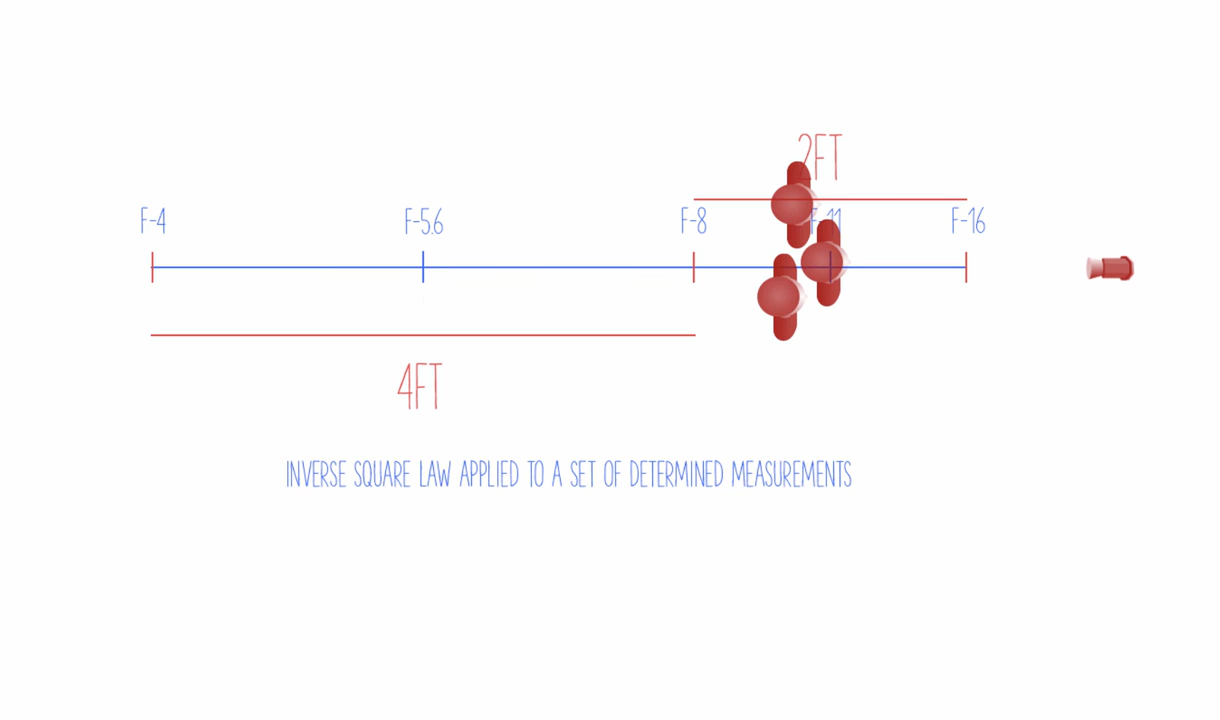 2FT
F-4 F-5.6 F-8 F-11 F-16
4FT
INVERSE SQUARE LAW APPLIED TO A SET OF DETERMINED MEASUREMENTS